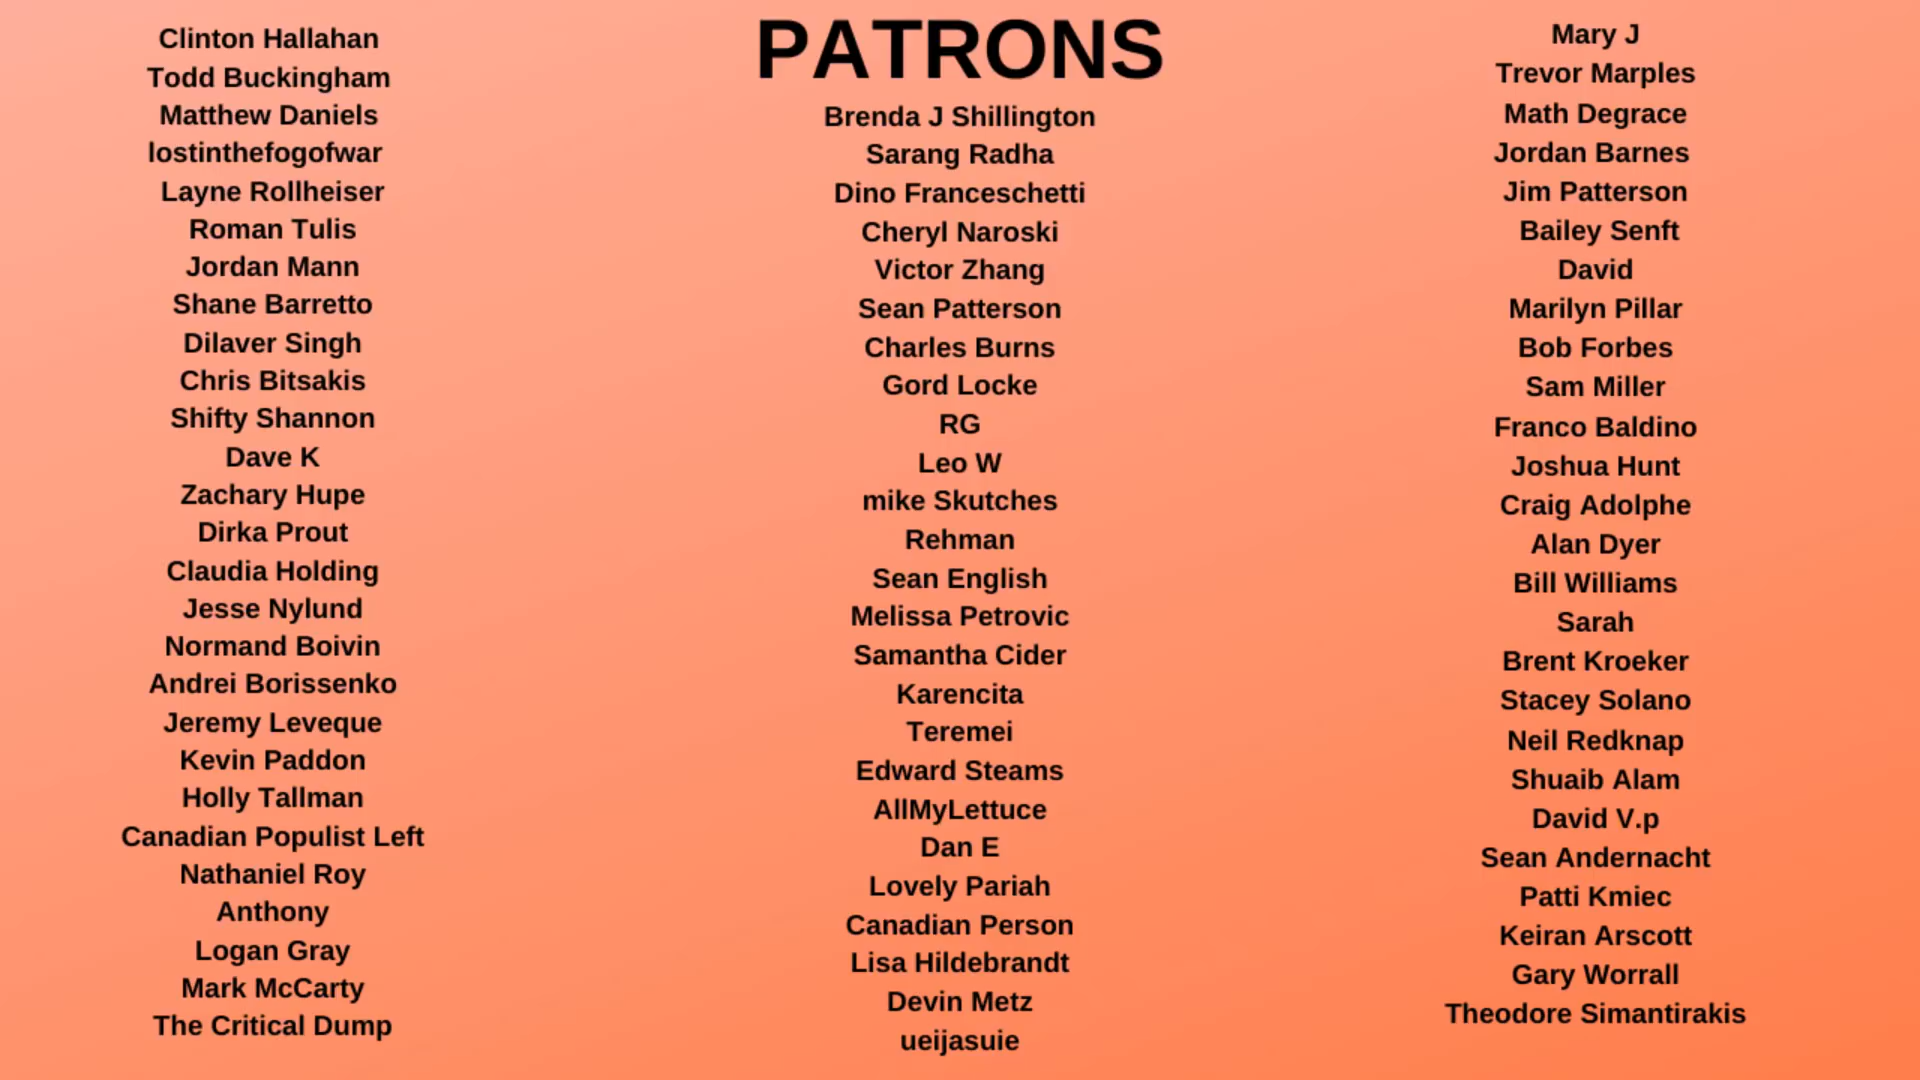 Clinton Hallahan
Todd Buckingham
Matthew Daniels
lostinthefogofwar
Layne Rollheiser
Roman Tulis
Jordan Mann
Shane Barretto
Dilaver Singh
Chris Bitsakis
Shifty Shannon
Dave K
Zachary Hupe
Dirka Prout
Claudia Holding
Jesse Nylund
Normand Boivin
Andrei Borissenko
Jeremy Leveque
Kevin Paddon
Holly Tallman
Canadian Populist Left
Nathaniel Roy
Anthony
Logan Gray
Mark McCarty
The Critical Dump
PATRONS
Brenda J Shillington
Sarang Radha
Dino Franceschetti
Cheryl Naroski
Victor Zhang
Sean Patterson
Charles Burns
Gord Locke
RG
Leo W
mike Skutches
Rehman
Sean English
Melissa Petrovic
Samantha Cider
Karencita
Teremei
Edward Steams
AllMyLettuce
Dan E
Lovely Pariah
Canadian Person
Lisa Hildebrandt
Devin Metz
ueijasuie
Mary J
Trevor Marples
Math Degrace
Jordan Barnes
Jim Patterson
Bailey Senft
David
Marilyn Pillar
Bob Forbes
Sam Miller
Franco Baldino
Joshua Hunt
Craig Adolphe
Alan Dyer
Bill Williams
Sarah
Brent Kroeker
Stacey Solano
Neil Redknap
Shuaib Alam
David V.p
Sean Andernacht
Patti Kmiec
Keiran Arscott
Gary Worrall
Theodore Simantirakis